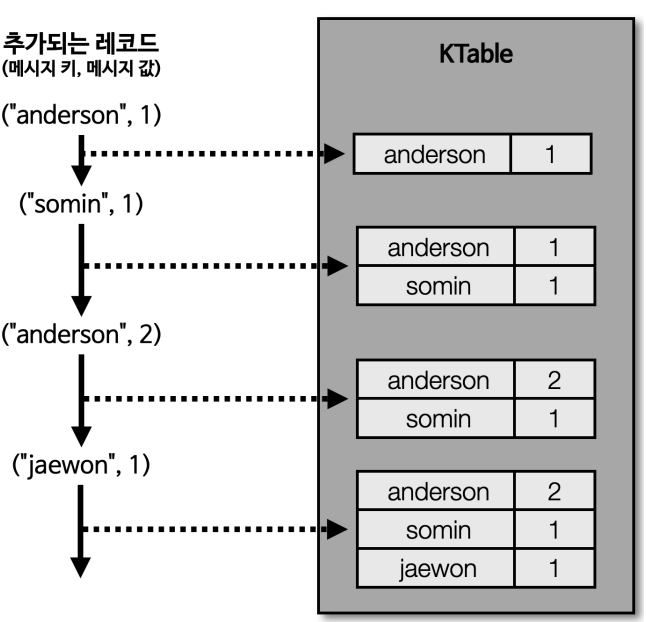 추가되는 레코드
(메시지 키, 메시지 값)
KTable
("anderson", 1)
anderson 1
("somin", 1)
anderson 1
somin 1
("anderson", 2)
anderson 2
somin 1
("jaewon", 1)
anderson 2
somin 1
jaewon 1